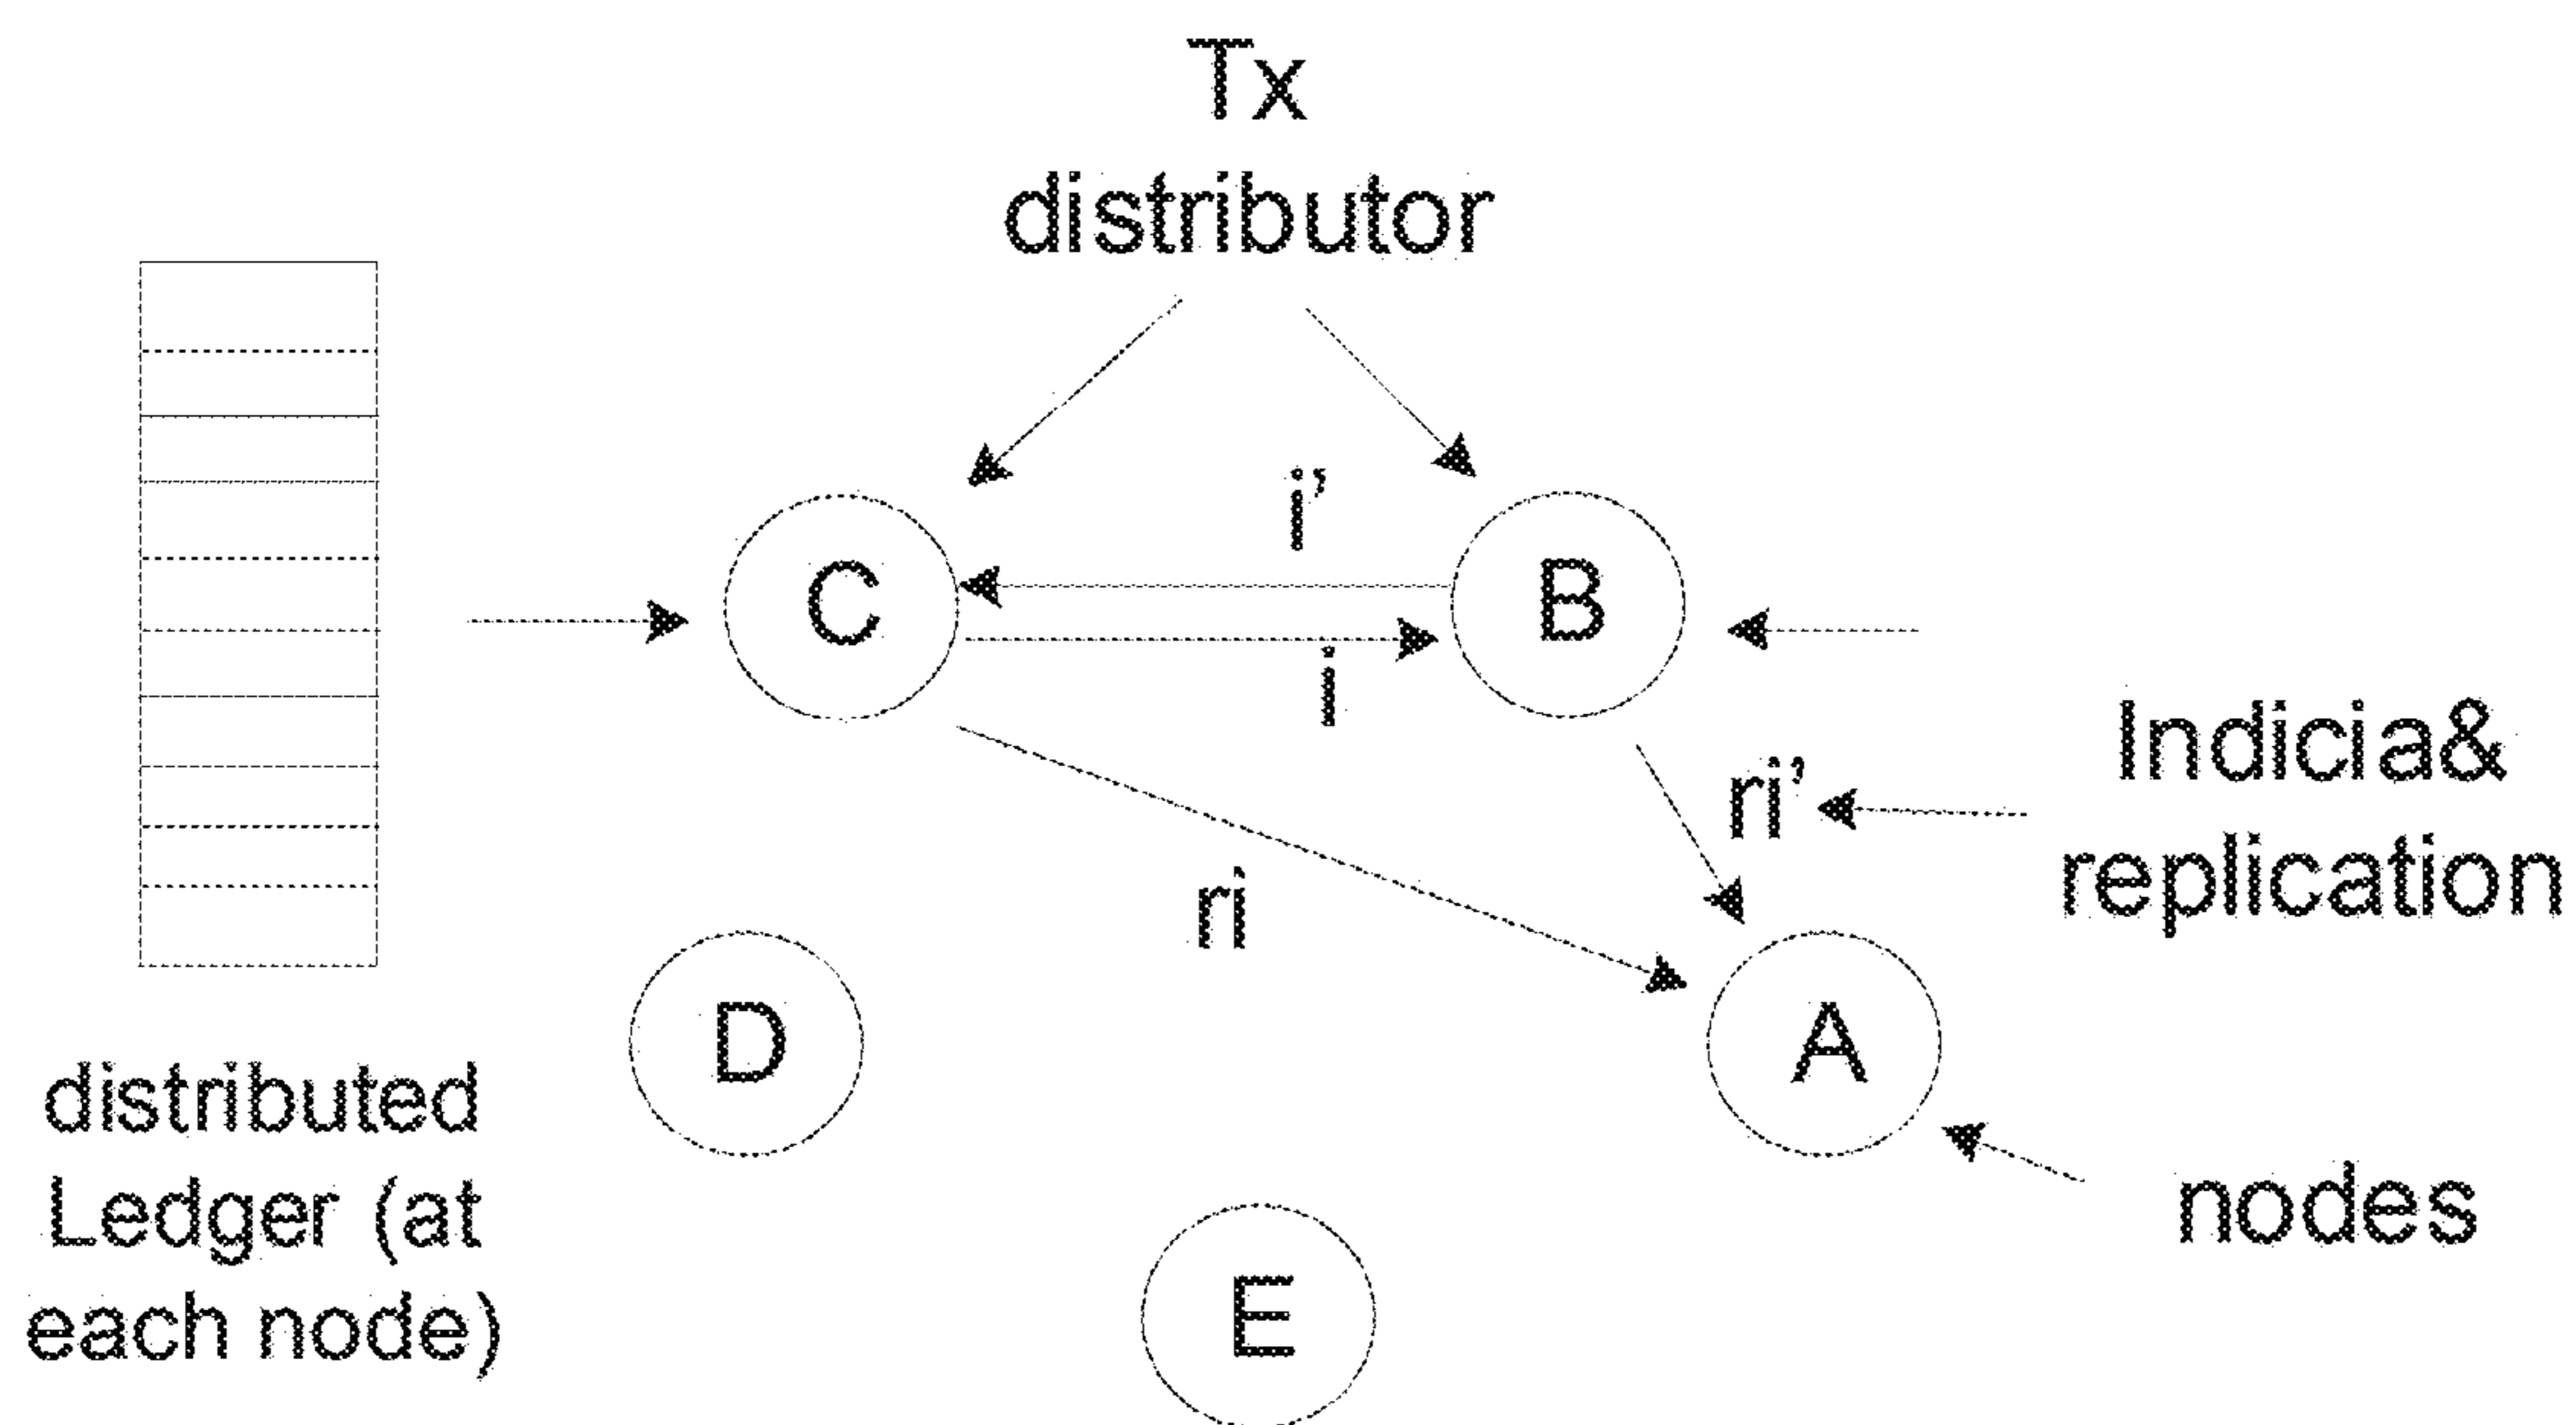 Tx
distributor
i’
C
B
i
Indicia&
replication
ri’
ri
D
A
distributed
Ledger (at
each node)
nodes
E